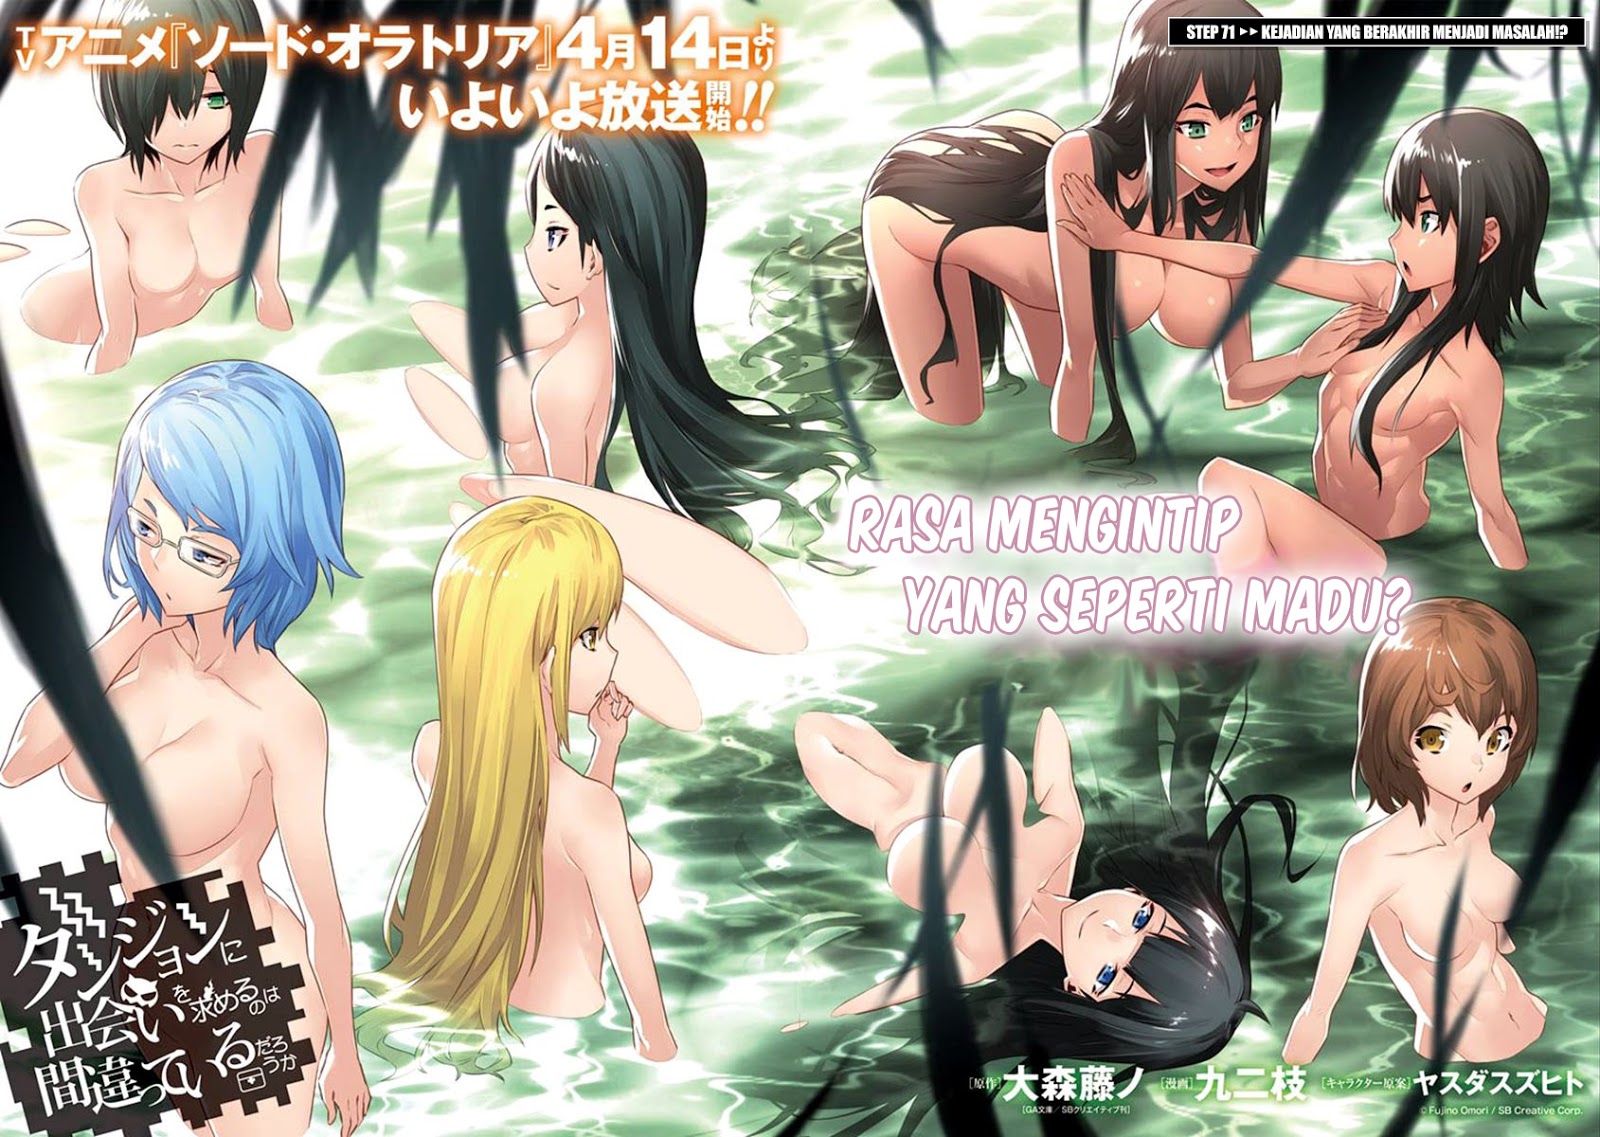 TVアニメ『ソード・オラトリア』4月14日より
いよいよ放送開始!!
STEP 71 ▸▸ KEJADIAN YANG BERAKHIR MENJADI MASALAH!?
RASA MENGINTIP
YANG SEPERTI MADU?
ダンジョンに
出会いを求めるのは
間違っているだろうか
[原作]大森藤ノ [漫画]九二枝 [キャラクター原案]ヤスダスズヒト
[GA文庫/SBクリエイティブ刊]
© Fujino Omori / SB Creative Corp.